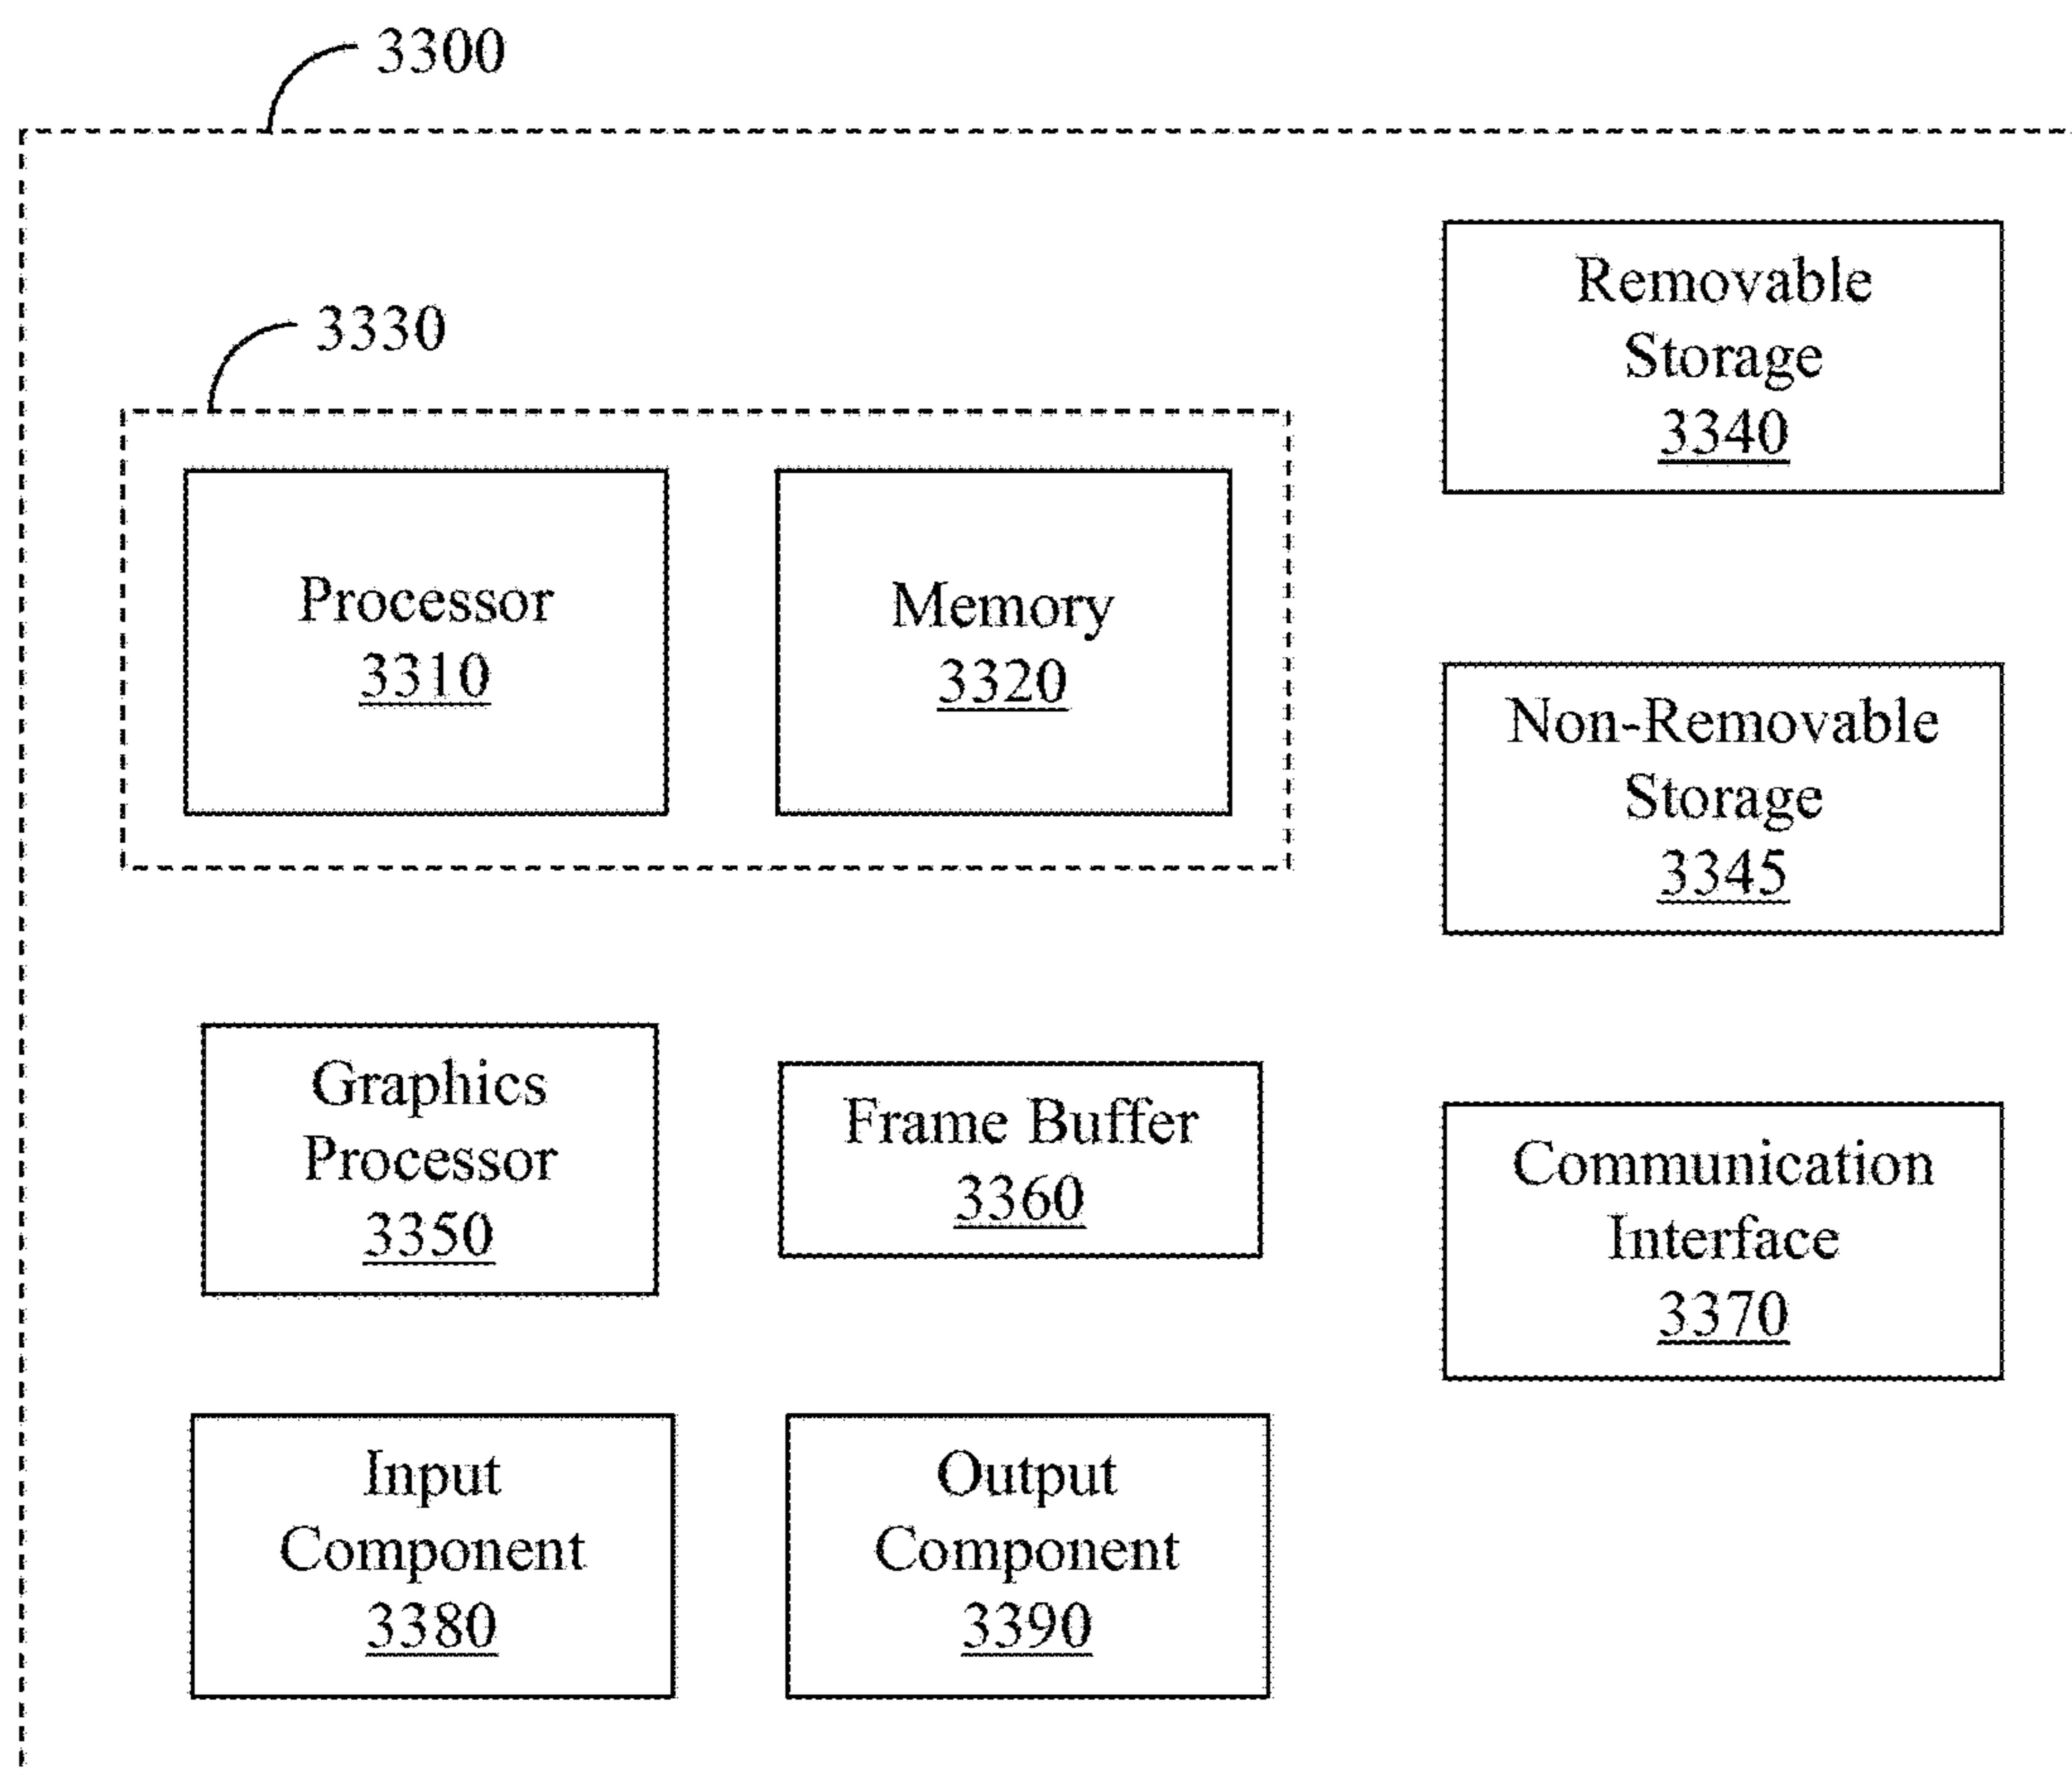 3300
3330
Processor
3310
Memory
3320
Removable
Storage
3340
Non-Removable
Storage
3345
Graphics
Processor
3350
Frame Buffer
3360
Communication
Interface
3370
Input
Component
3380
Output
Component
3390